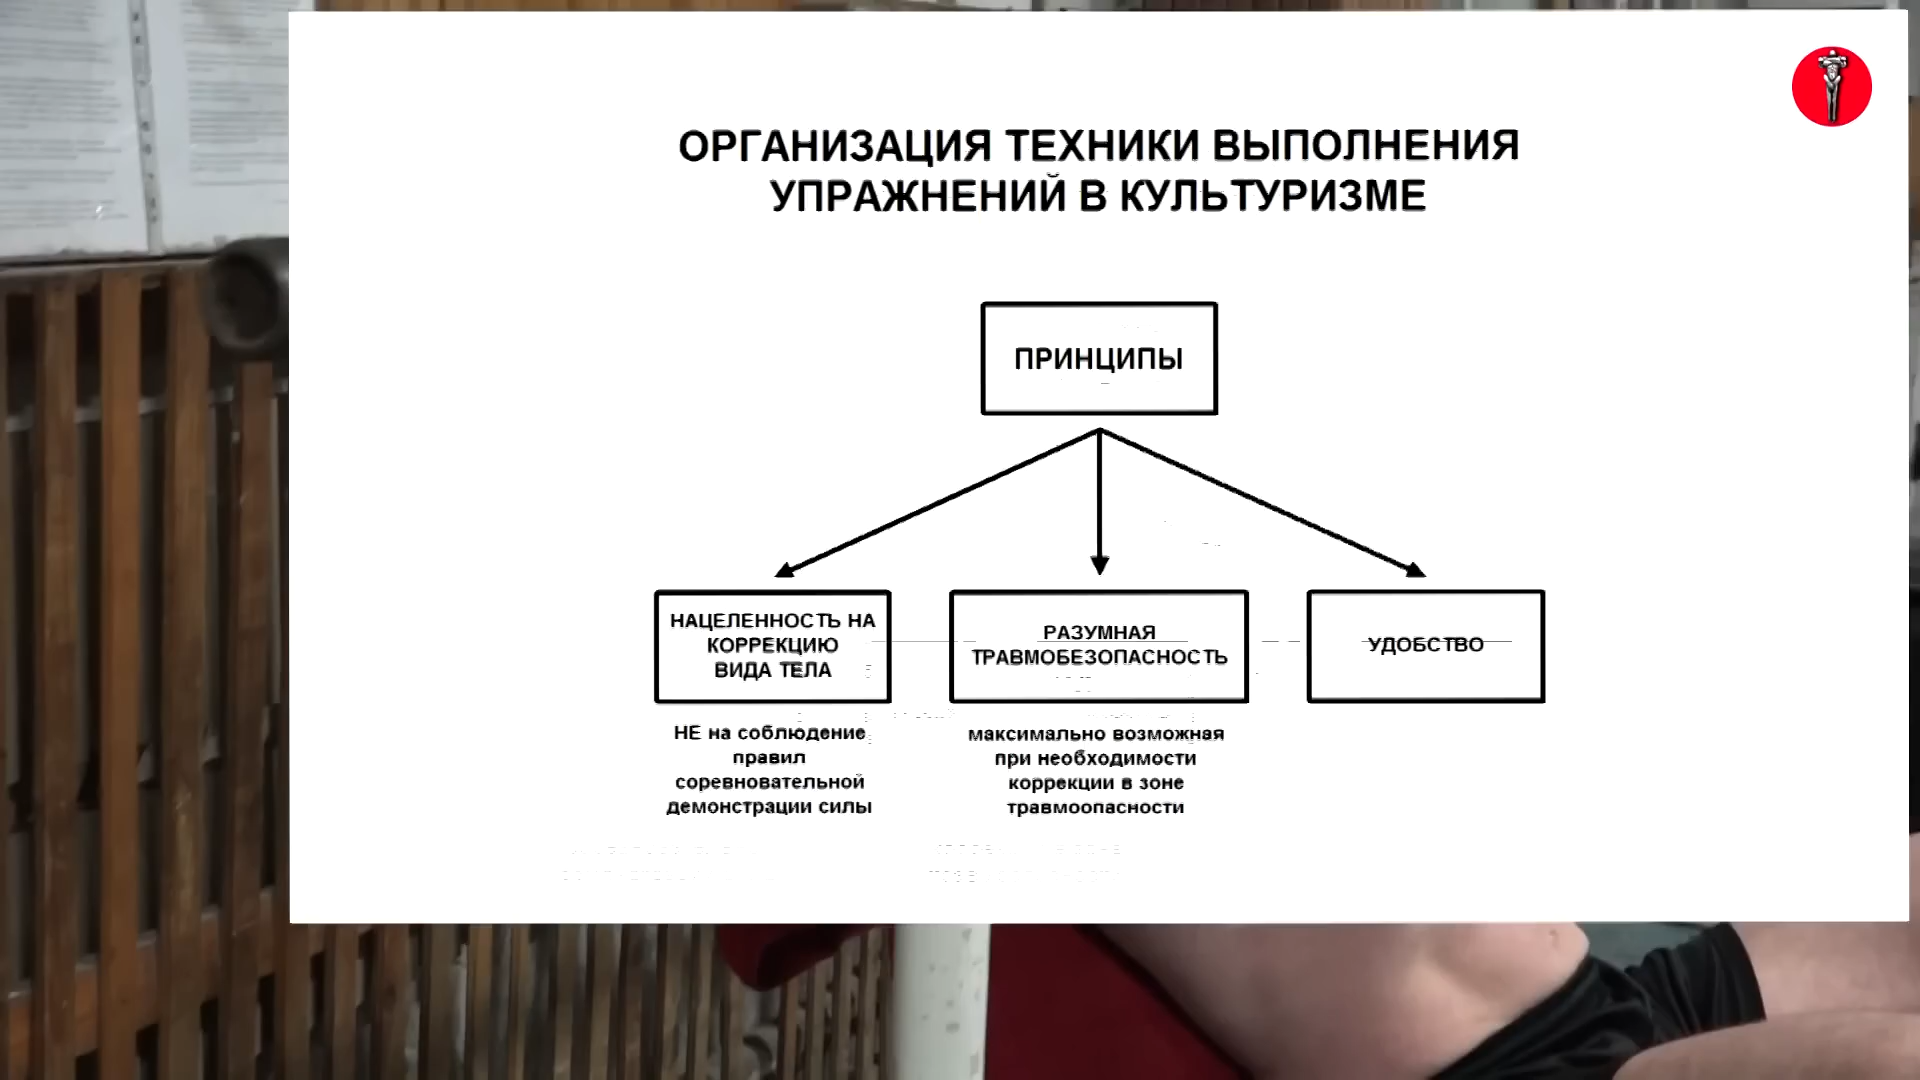 ОРГАНИЗАЦИЯ ТЕХНИКИ ВЫПОЛНЕНИЯ
УПРАЖНЕНИЙ В КУЛЬТУРИЗМЕ
ПРИНЦИПЫ
НАЦЕЛЕННОСТЬ НА
КОРРЕКЦИЮ
ВИДА ТЕЛА
НЕ на соблюдение
правил
соревновательной
демонстрации силы
РАЗУМНАЯ
ТРАВМОБЕЗОПАСНОСТЬ
максимально возможная
при необходимости
коррекции в зоне
травмоопасности
УДОБСТВО